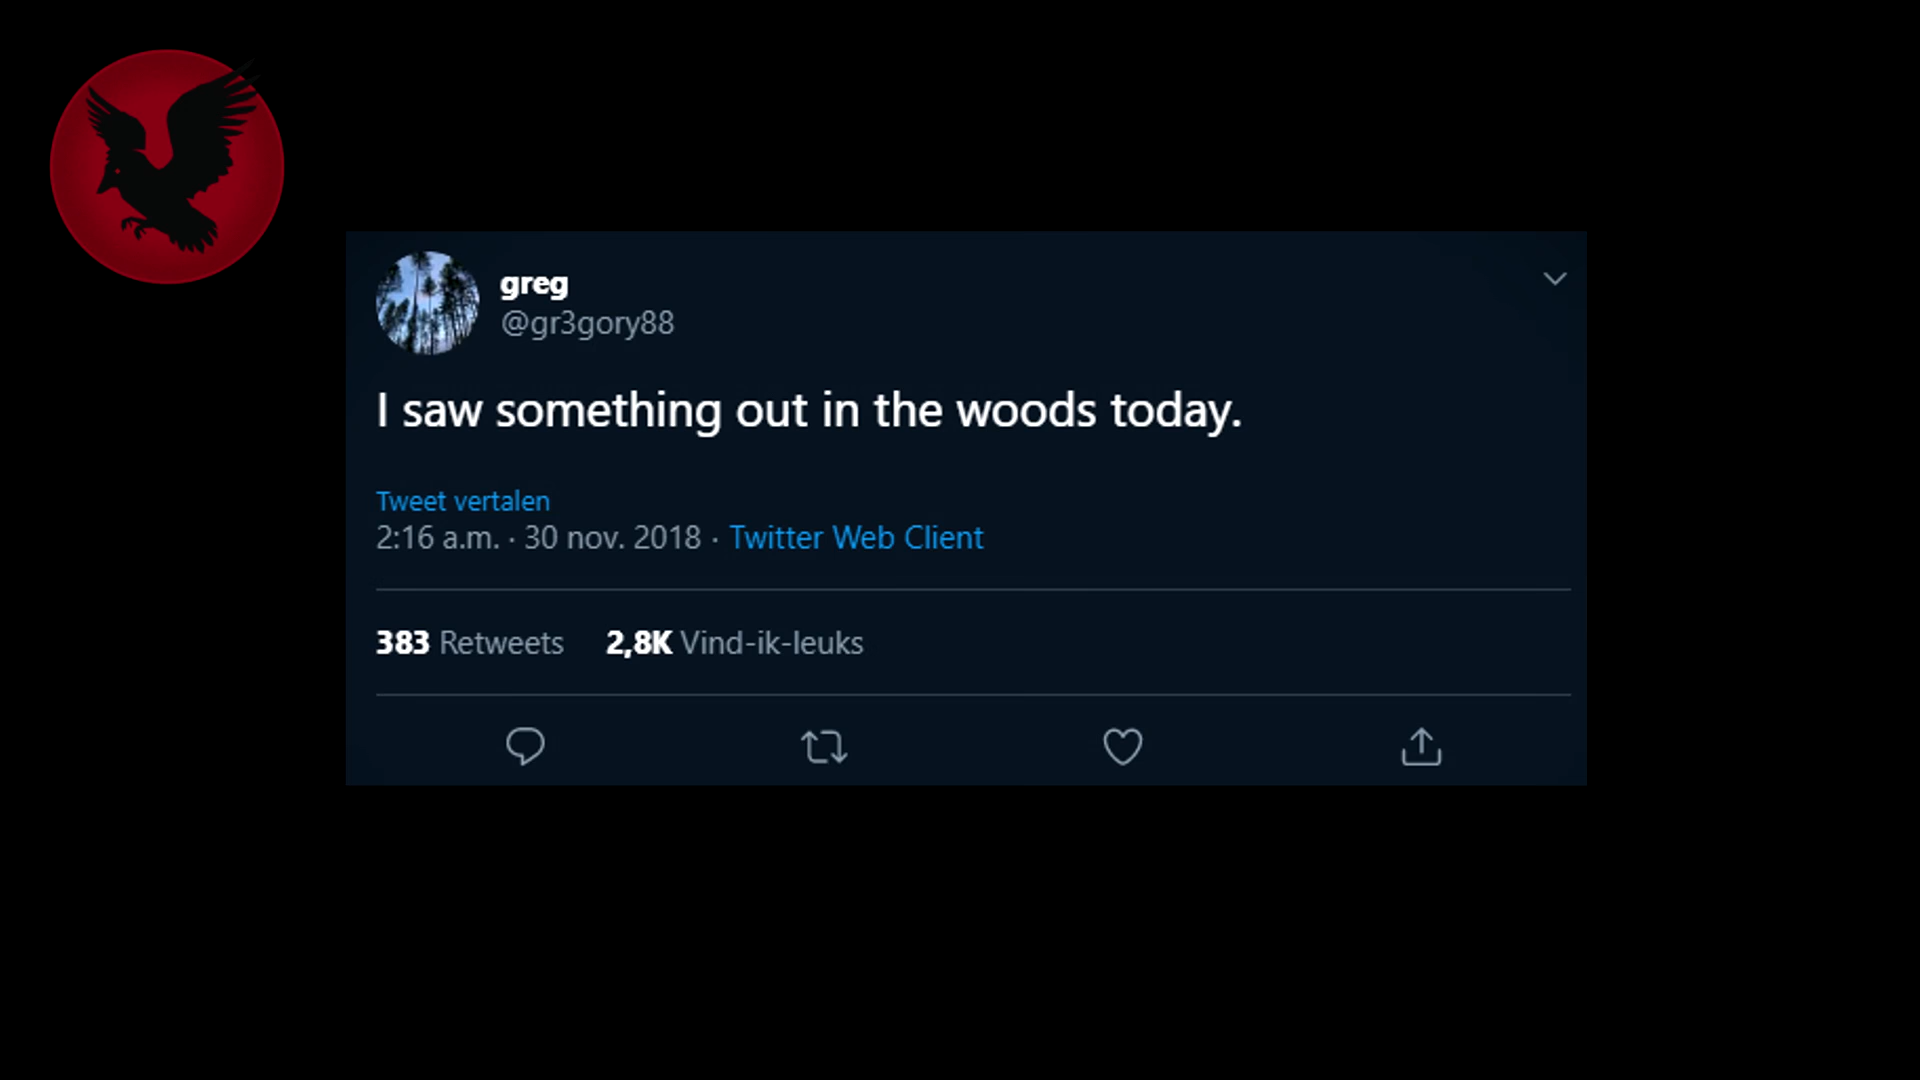 greg
@gr3gory88
I saw something out in the woods today.
Tweet vertalen
2:16 a.m. · 30 nov. 2018 · Twitter Web Client
383 Retweets 2,8K Vind-ik-leuks